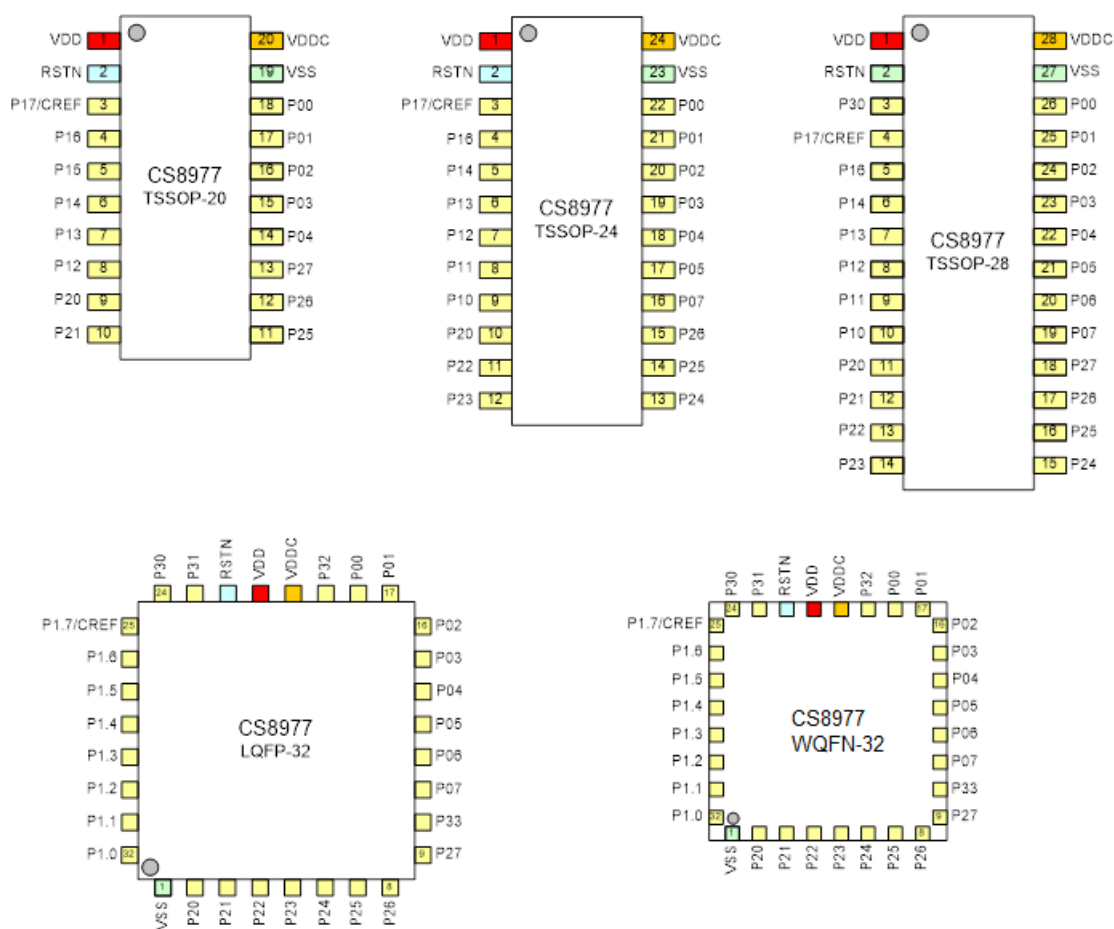 VDD 1 20 VDDC
RSTN 2 19 VSS
P17/CREF 3 18 P00
P16 4 17 P01
P15 5 16 P02
P14 6 15 P03
P13 7 14 P04
P12 8 13 P27
P20 9 12 P26
P21 10 11 P25
CS8977
TSSOP-20
VDD 1 24 VDDC
RSTN 2 23 VSS
P17/CREF 3 22 P00
P16 4 21 P01
P14 5 20 P02
P13 6 19 P03
P12 7 18 P04
P11 8 17 P05
P10 9 16 P07
P20 10 15 P26
P22 11 14 P25
P23 12 13 P24
CS8977
TSSOP-24
VDD 1 28 VDDC
RSTN 2 27 VSS
P30 3 26 P00
P17/CREF 4 25 P01
P16 5 24 P02
P14 6 23 P03
P13 7 22 P04
P12 8 21 P05
P11 9 20 P06
P10 10 19 P07
P20 11 18 P27
P21 12 17 P26
P22 13 16 P25
P23 14 15 P24
CS8977
TSSOP-28
P30 P31 RSTN VDD VDDC P32 P00 P01
24 17
P1.7/CREF 25 16 P02
P1.6 P03
P1.5 P04
P1.4 P05
P1.3 P06
P1.2 P07
P1.1 P33
P1.0 32 9 P27
CS8977
LQFP-32
1 8
VSS P20 P21 P22 P23 P24 P25 P26
P30 P31 RSTN VDD VDDC P32 P00 P01
24 17
P1.7/CREF 25 16 P02
P1.6 P03
P1.5 P04
P1.4 P05
P1.3 P06
P1.2 P07
P1.1 P33
P1.0 32 9 P27
CS8977
WQFN-32
1 8
VSS P20 P21 P22 P23 P24 P25 P26